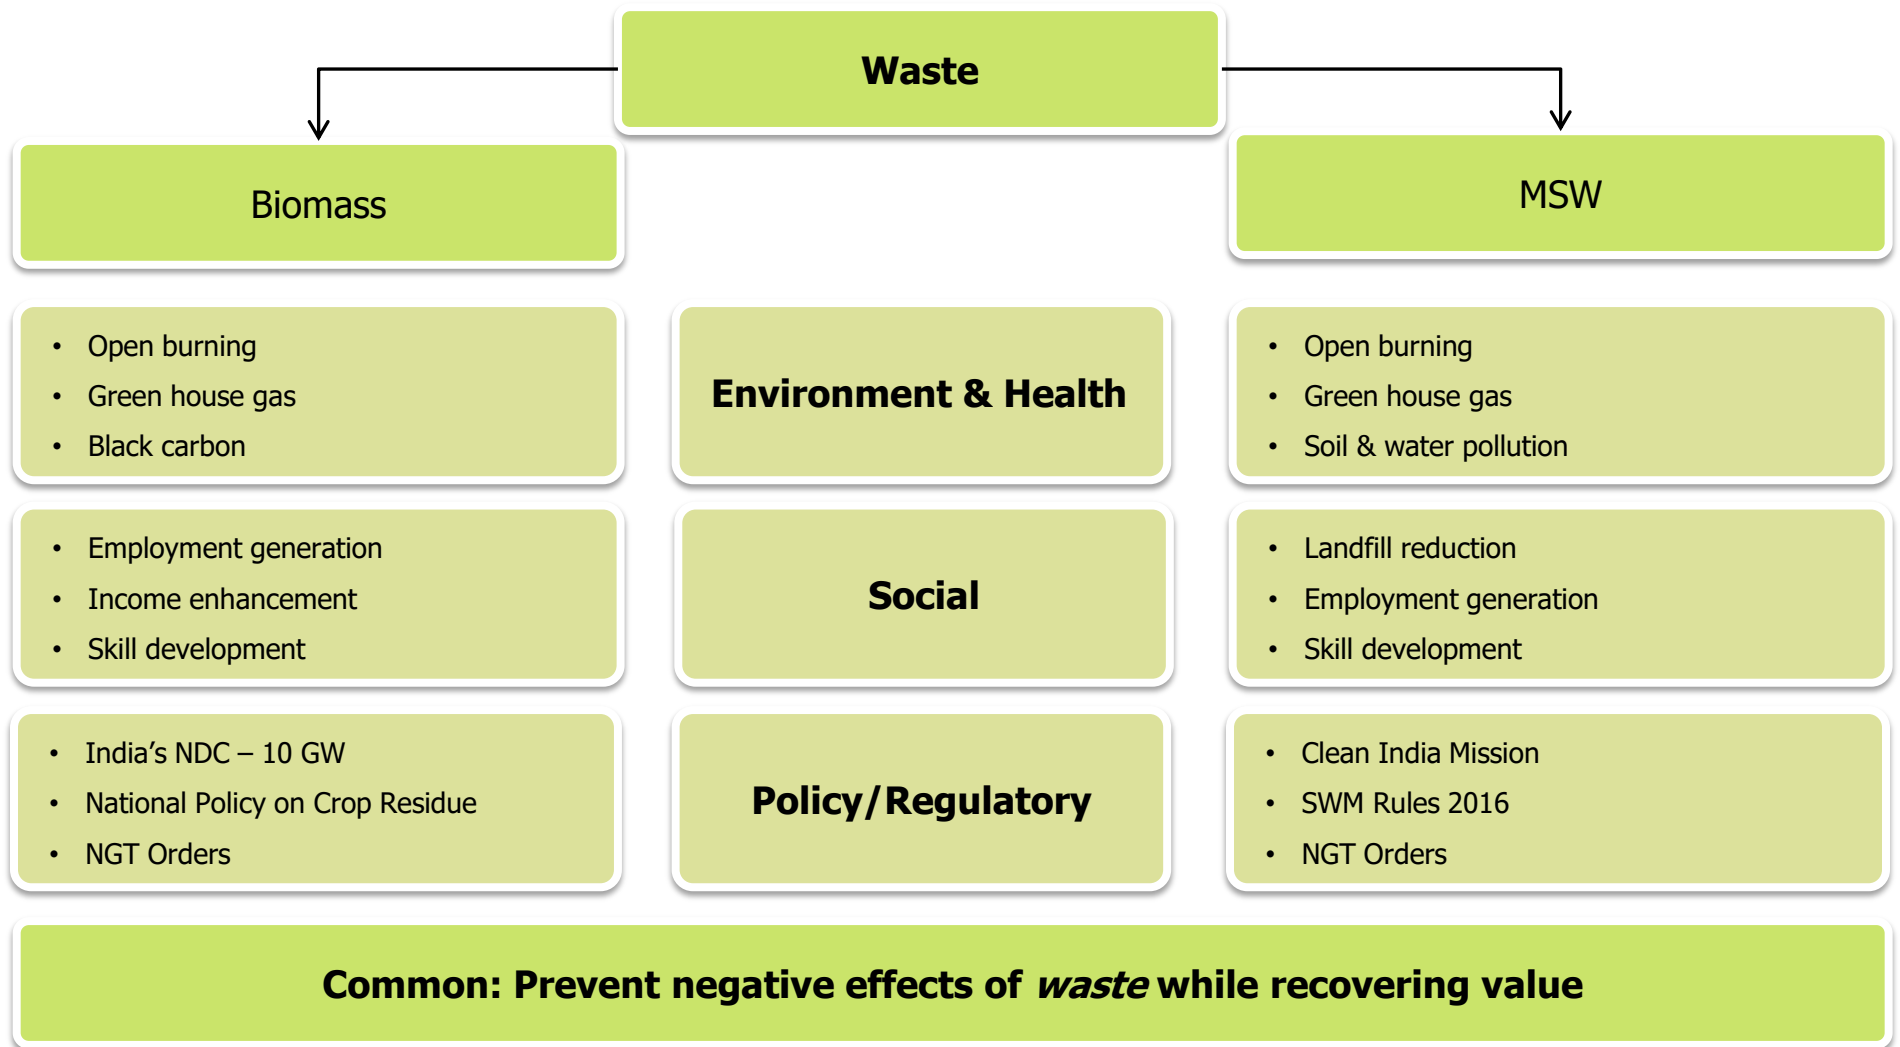 Waste
Biomass
MSW
• Open burning
• Green house gas
• Black carbon
Environment & Health
• Open burning
• Green house gas
• Soil & water pollution
• Employment generation
• Income enhancement
• Skill development
Social
• Landfill reduction
• Employment generation
• Skill development
• India’s NDC – 10 GW
• National Policy on Crop Residue
• NGT Orders
Policy/Regulatory
• Clean India Mission
• SWM Rules 2016
• NGT Orders
Common: Prevent negative effects of waste while recovering value